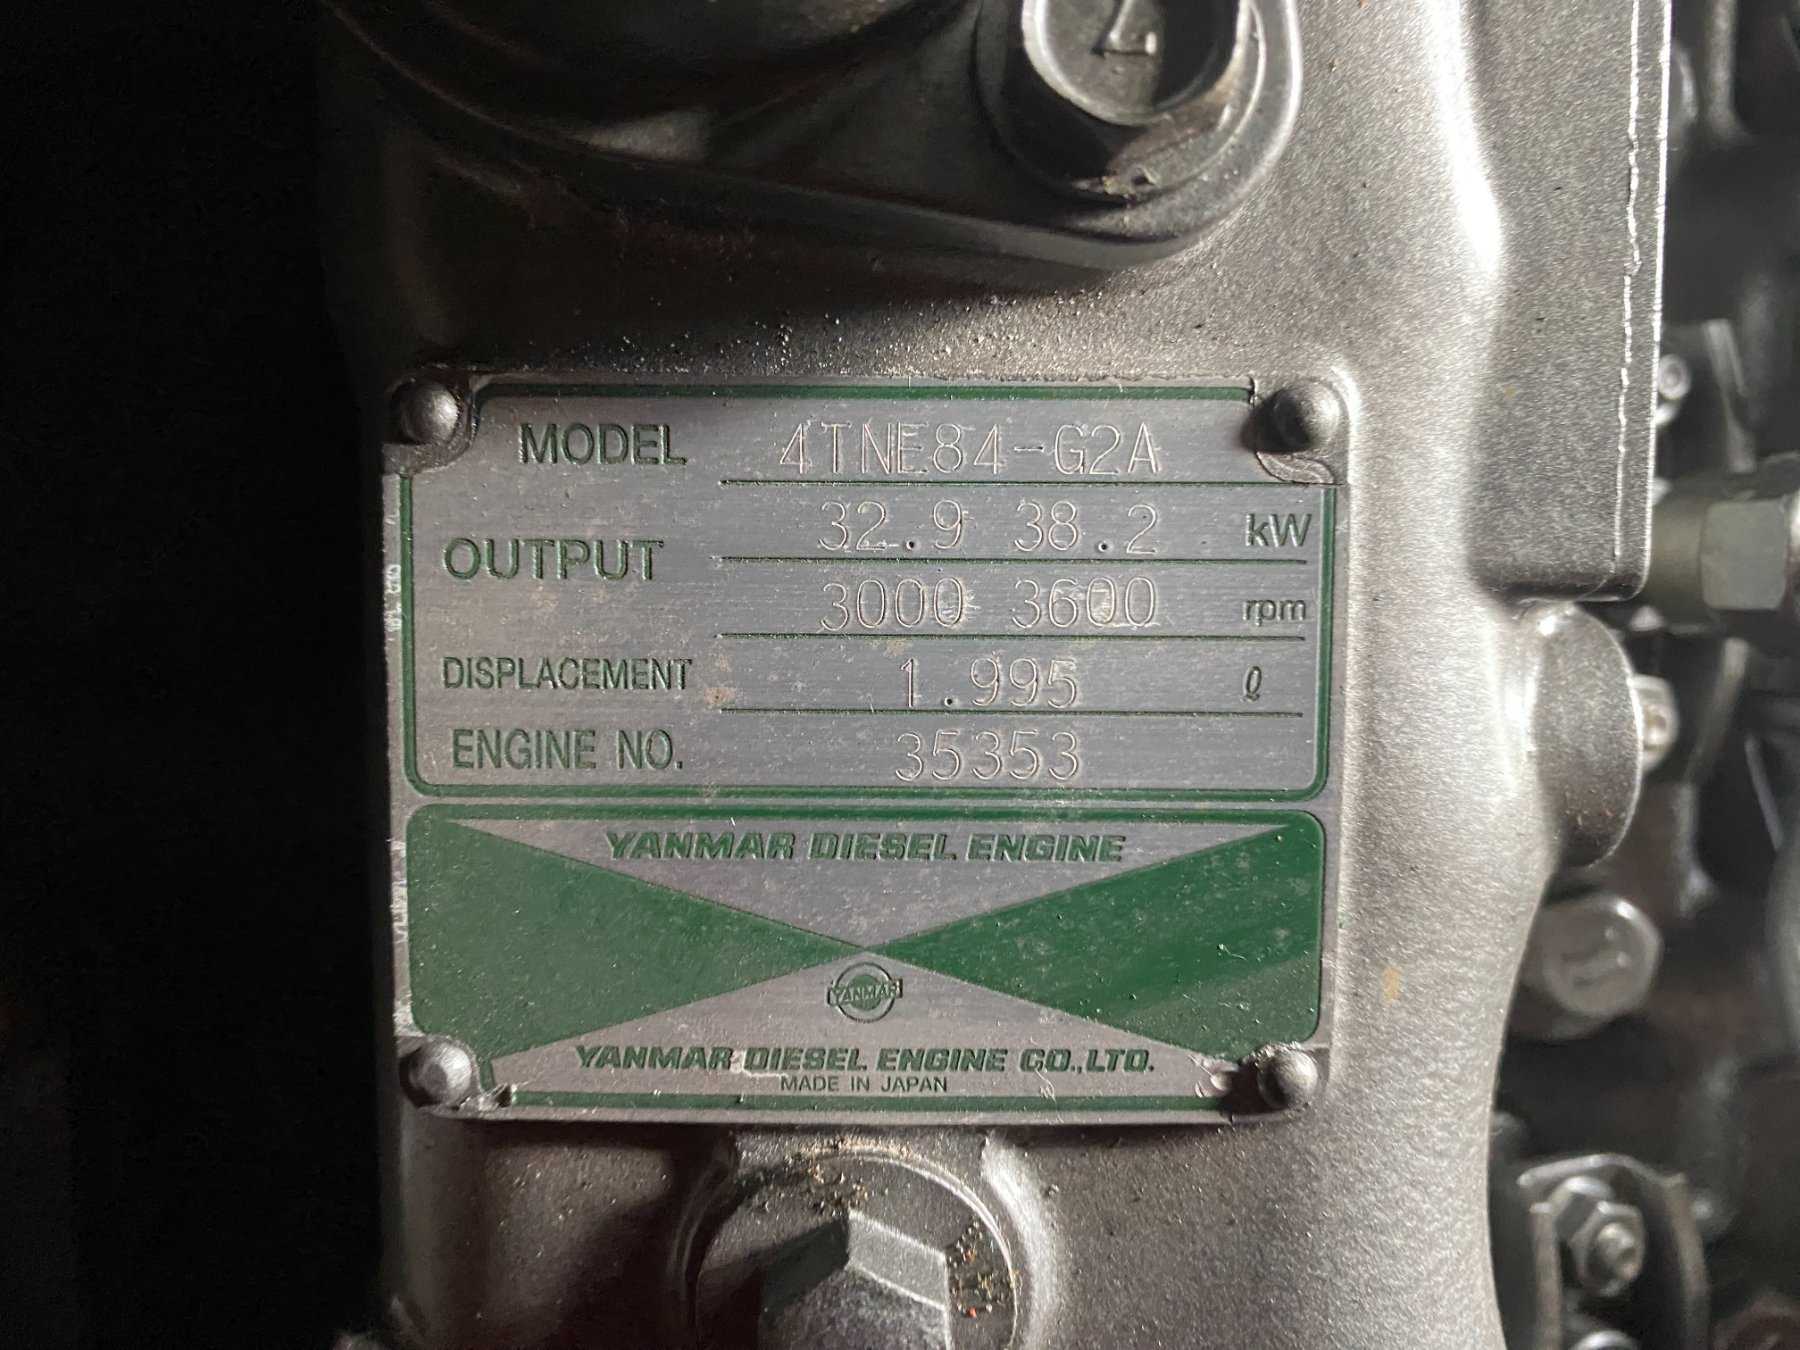 7
MODEL 4TNE84-G2A
OUTPUT 32.9 38.2 kW
3000 3600 rpm
DISPLACEMENT 1.995 ℓ
ENGINE NO. 35353
YANMAR DIESEL ENGINE
YANMAR
YANMAR DIESEL ENGINE CO.,LTD.
MADE IN JAPAN